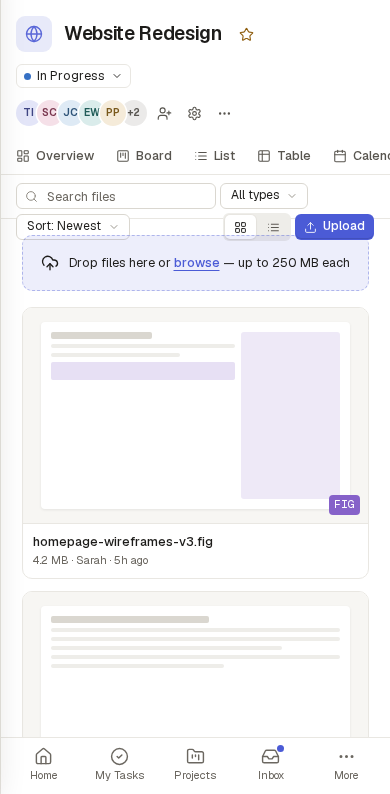 Website Redesign
In Progress
TI SC JC EW PP +2
Overview Board List Table
Search files All types
Sort: Newest Upload
Drop files here or browse — up to 250 MB each
FIG
homepage-wireframes-v3.fig
4.2 MB · Sarah · 5h ago
Home My Tasks Projects Inbox More